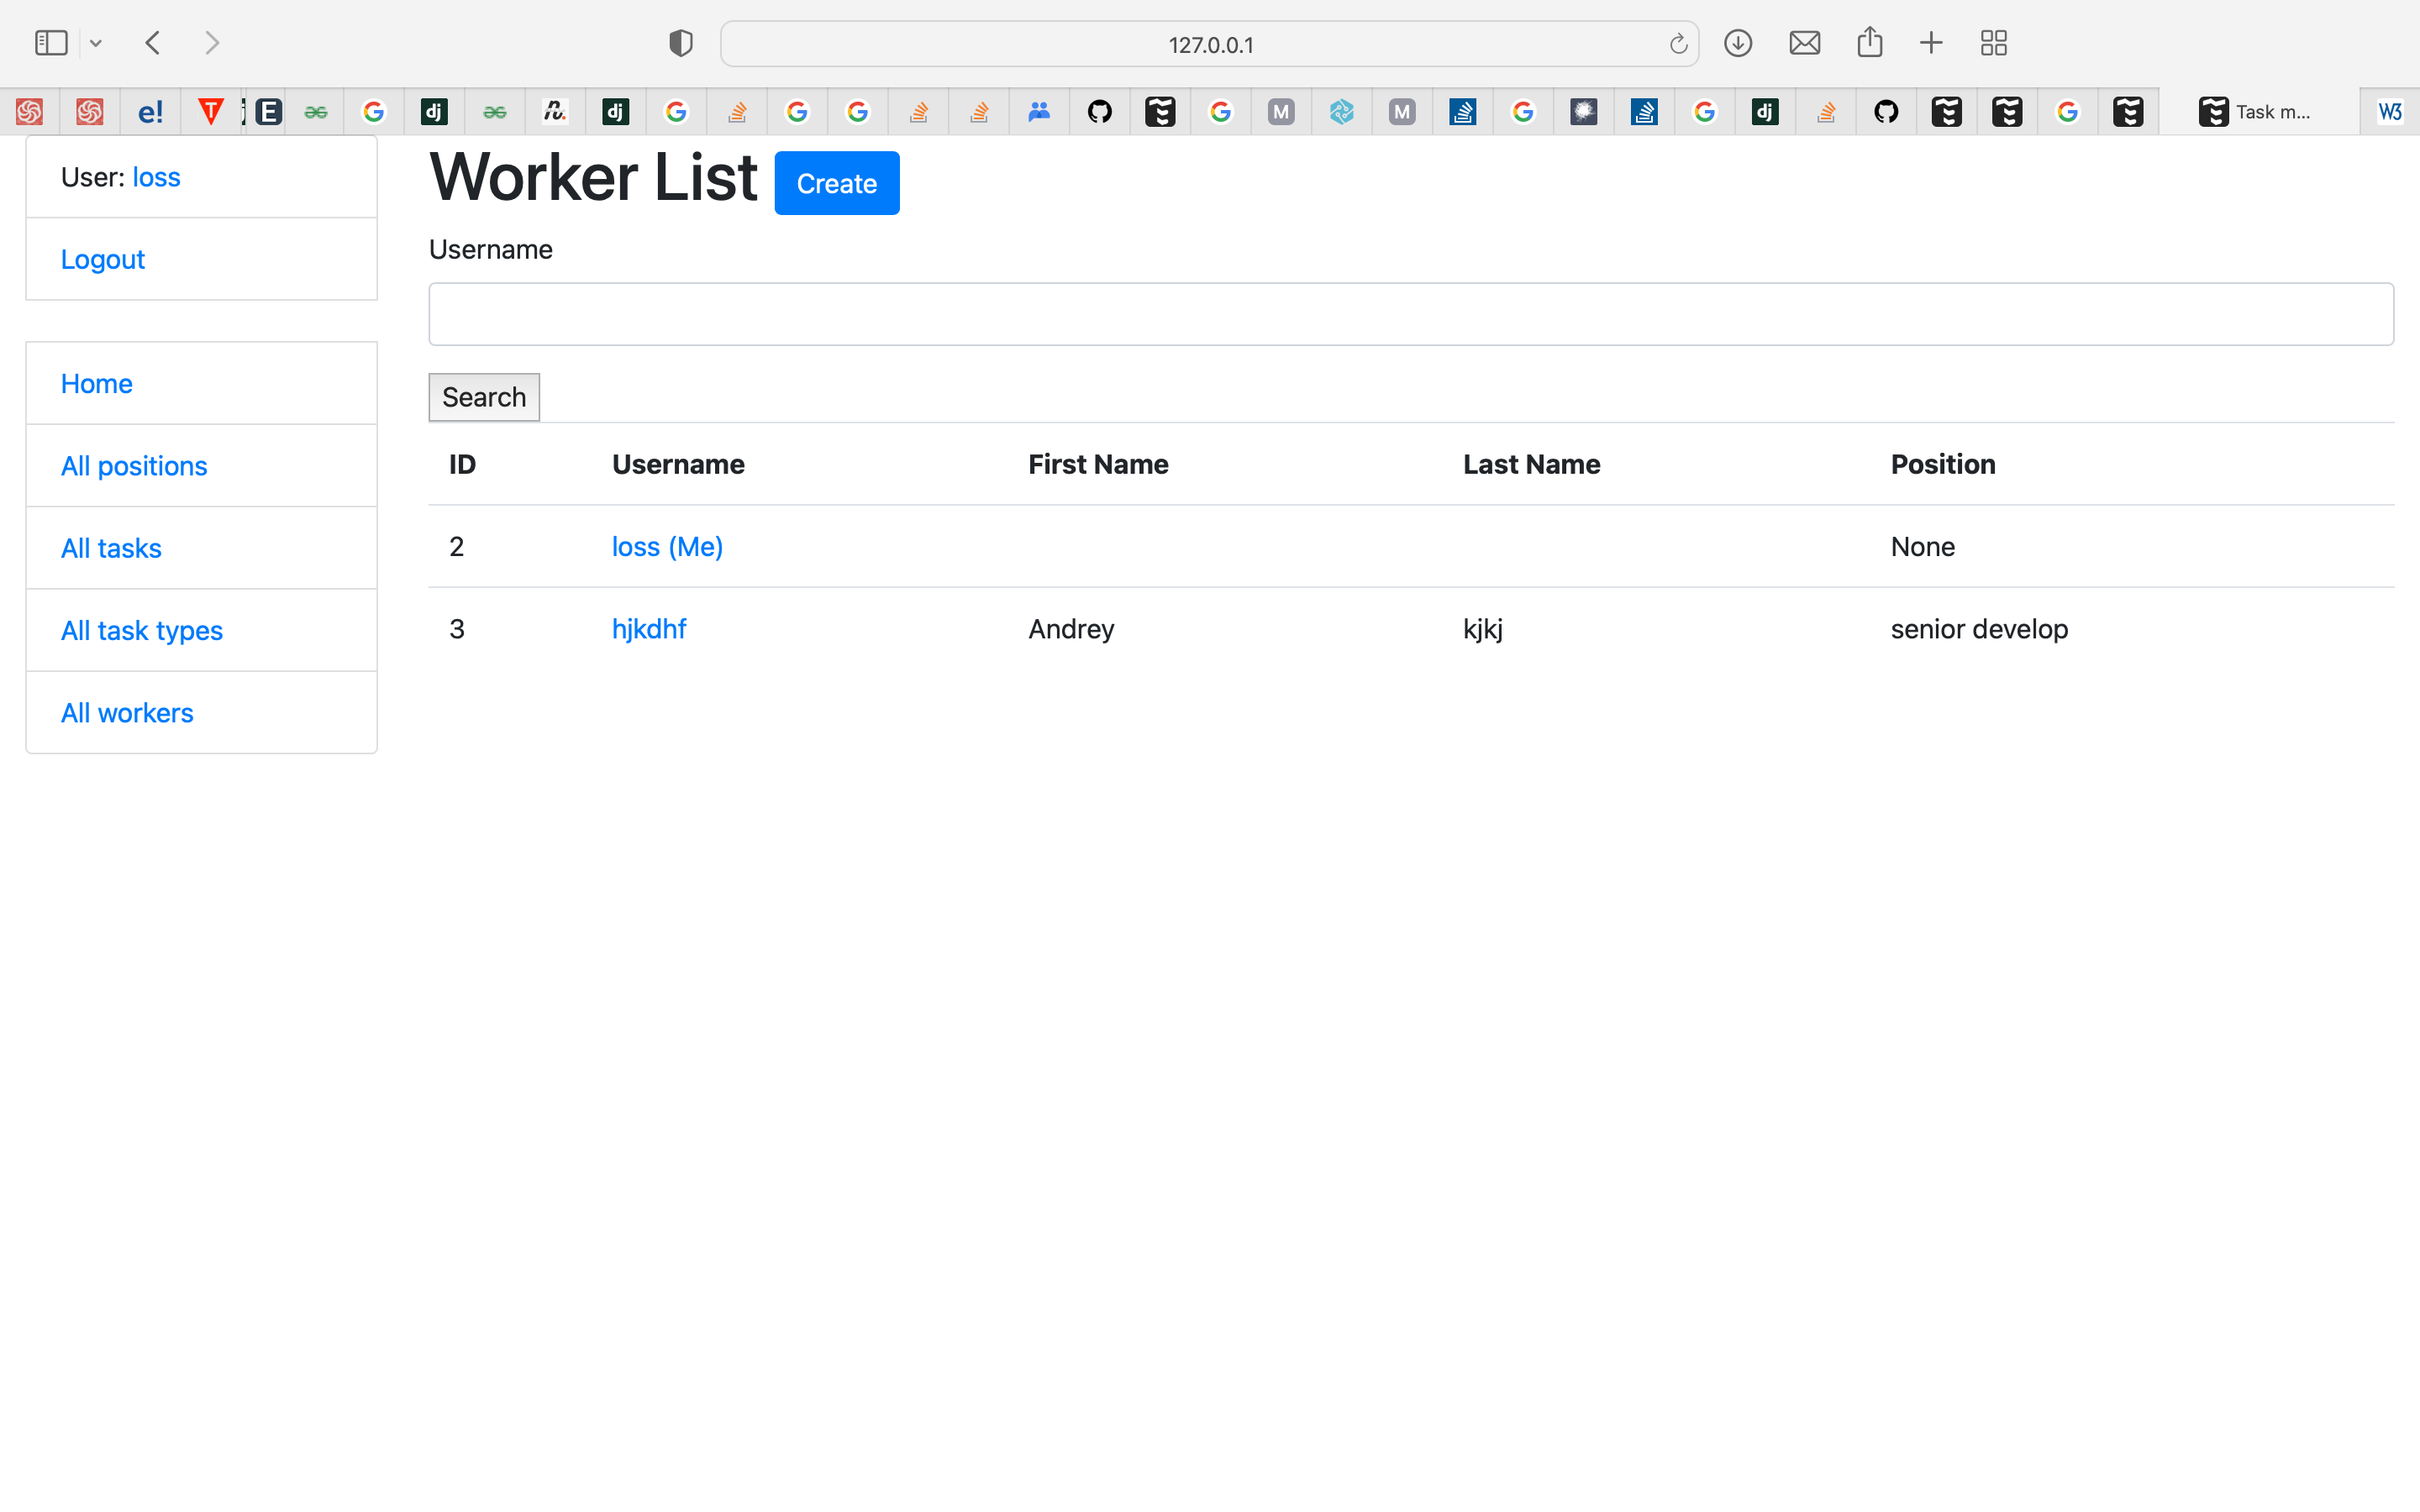 127.0.0.1
e! T E dj n. dj M M dj Task m... W3
User: loss
Logout
Home
All positions
All tasks
All task types
All workers
Worker List Create
Username
Search
ID Username First Name Last Name Position
2 loss (Me) None
3 hjkdhf Andrey kjkj senior develop